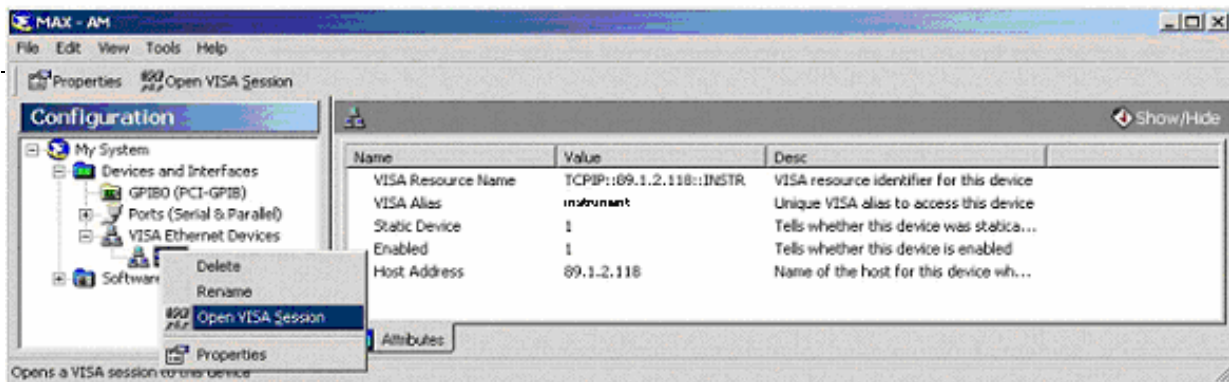 MAX - AM
File Edit View Tools Help
Properties Open VISA Session
Configuration
Show/Hide
My System
Devices and Interfaces
GPIB0 (PCI-GPIB)
Ports (Serial & Parallel)
VISA Ethernet Devices
Software
Delete
Rename
Open VISA Session
Properties
Name Value Desc
VISA Resource Name TCPIP::89.1.2.118::INSTR VISA resource identifier for this device
VISA Alias instrument Unique VISA alias to access this device
Static Device 1 Tells whether this device was statica...
Enabled 1 Tells whether this device is enabled
Host Address 89.1.2.118 Name of the host for this device wh...
Attributes
Opens a VISA session to this device